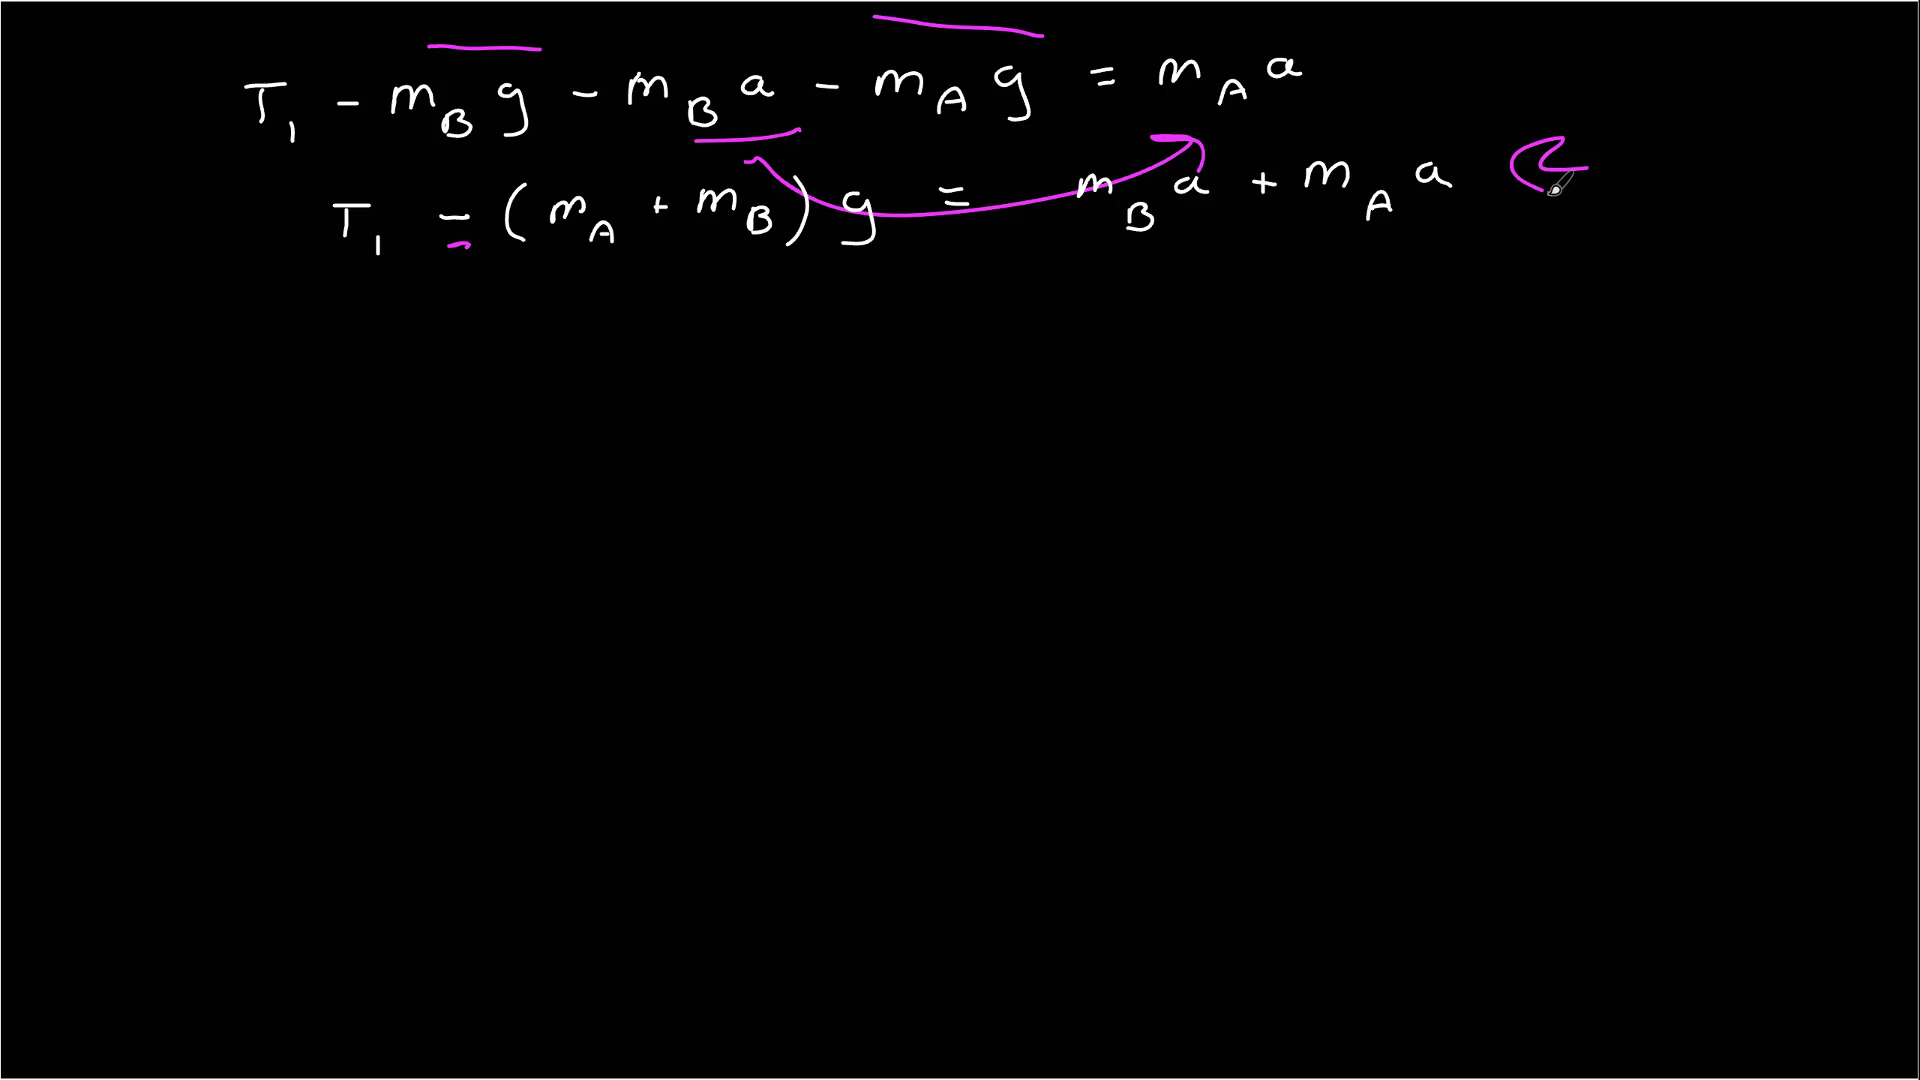 T₁ - m_B g - m_B a - m_A g = m_A a
T₁ - (m_A + m_B) g = m_B a + m_A a